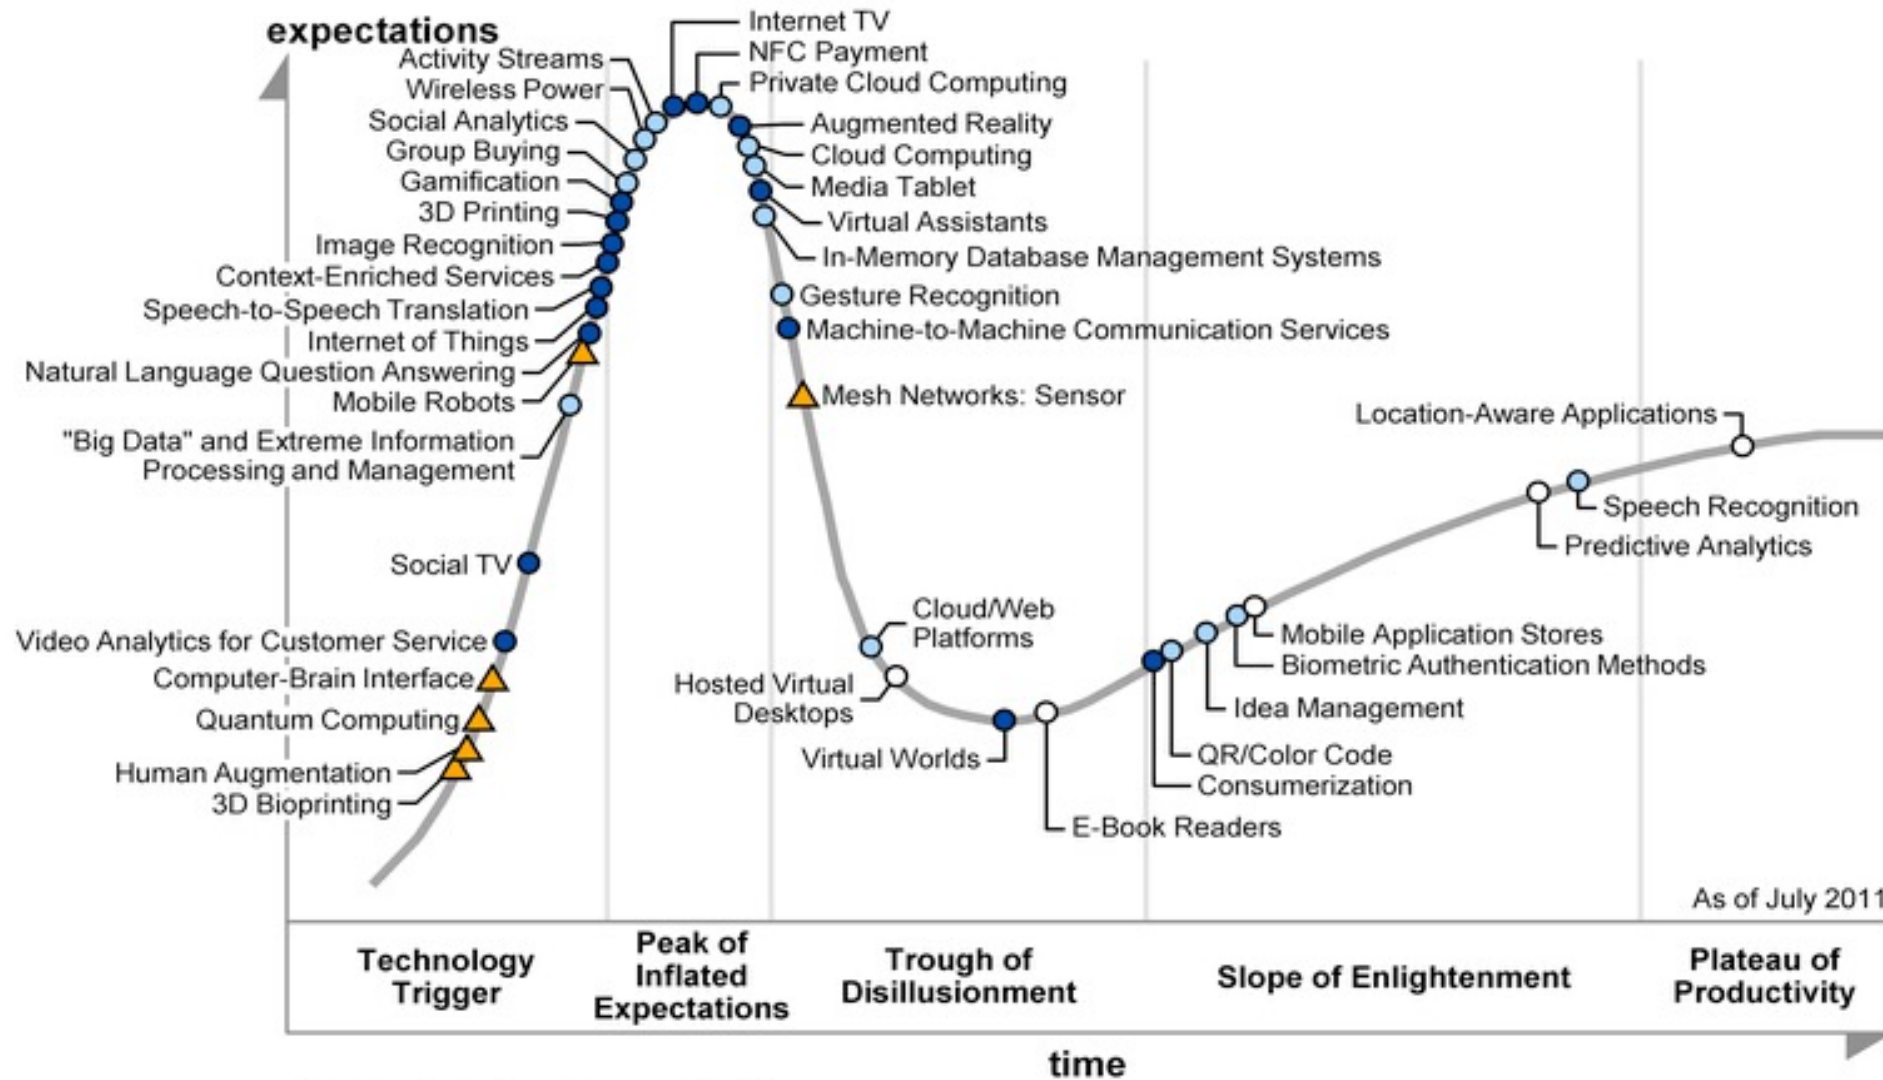 expectations
Internet TV
NFC Payment
Private Cloud Computing
Activity Streams
Wireless Power
Social Analytics
Group Buying
Gamification
3D Printing
Image Recognition
Context-Enriched Services
Speech-to-Speech Translation
Internet of Things
Natural Language Question Answering
Mobile Robots
"Big Data" and Extreme Information
Processing and Management
Social TV
Video Analytics for Customer Service
Computer-Brain Interface
Quantum Computing
Human Augmentation
3D Bioprinting
Augmented Reality
Cloud Computing
Media Tablet
Virtual Assistants
In-Memory Database Management Systems
Gesture Recognition
Machine-to-Machine Communication Services
Mesh Networks: Sensor
Cloud/Web
Platforms
Hosted Virtual
Desktops
Virtual Worlds
E-Book Readers
Location-Aware Applications
Speech Recognition
Predictive Analytics
Mobile Application Stores
Biometric Authentication Methods
Idea Management
QR/Color Code
Consumerization
As of July 2011
Technology
Trigger
Peak of
Inflated
Expectations
Trough of
Disillusionment
Slope of Enlightenment
Plateau of
Productivity
time